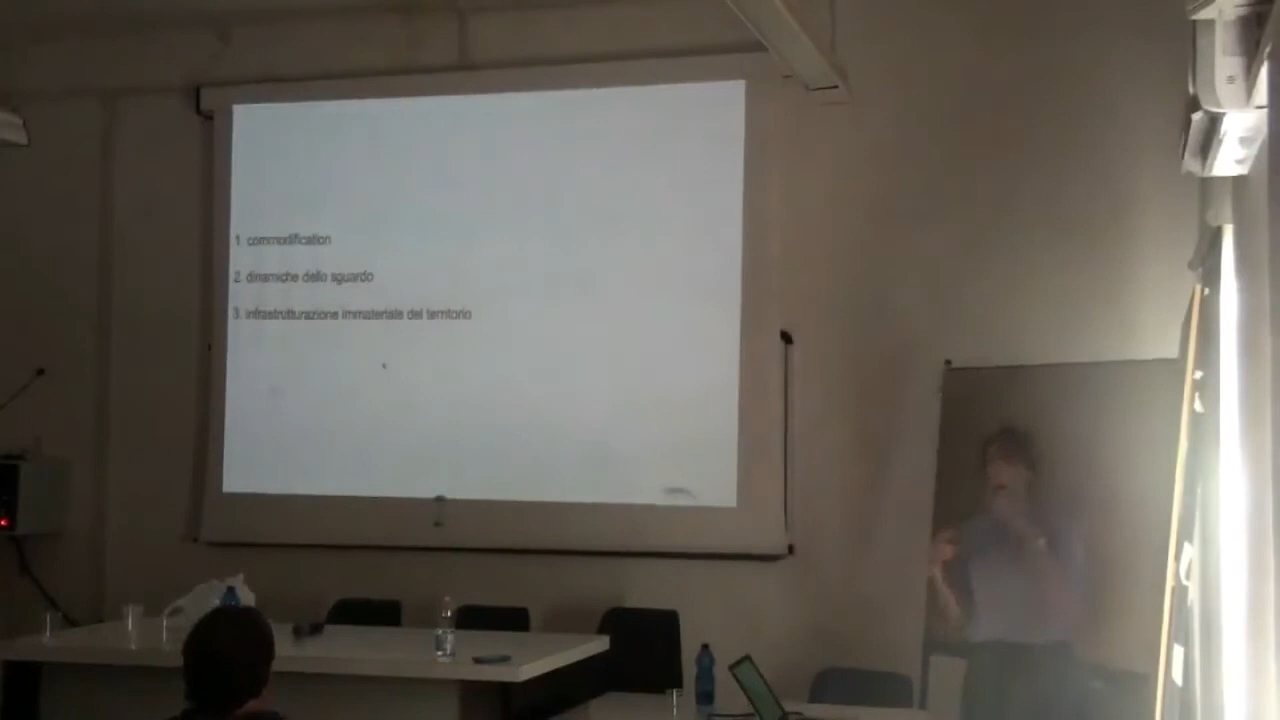 1. commodification
2. dinamiche dello sguardo
3. infrastrutturazione immateriale del territorio